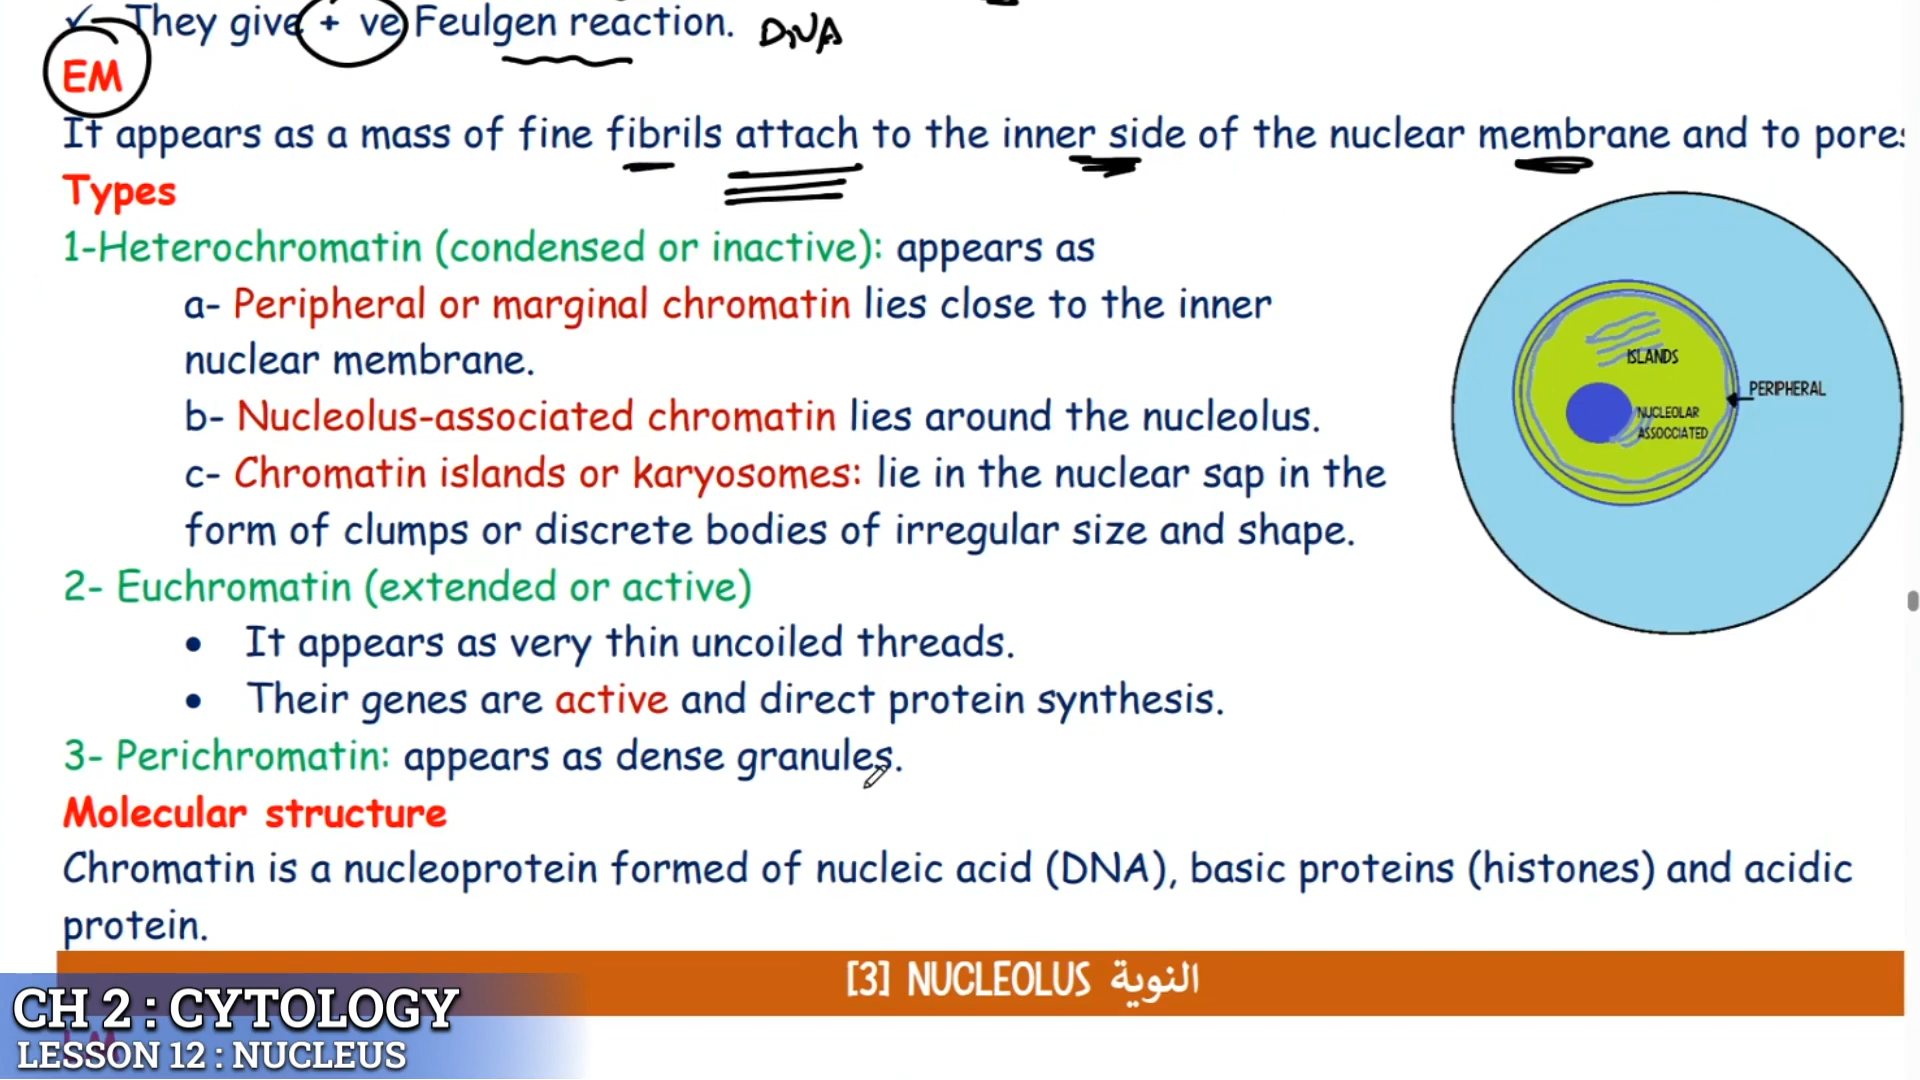 ✓ They give + ve Feulgen reaction. DNA
EM
It appears as a mass of fine fibrils attach to the inner side of the nuclear membrane and to pores
Types
1-Heterochromatin (condensed or inactive): appears as
a- Peripheral or marginal chromatin lies close to the inner
nuclear membrane.
b- Nucleolus-associated chromatin lies around the nucleolus.
c- Chromatin islands or karyosomes: lie in the nuclear sap in the
form of clumps or discrete bodies of irregular size and shape.
ISLANDS
PERIPHERAL
NUCLEOLAR
ASSOCCIATED
2- Euchromatin (extended or active)
• It appears as very thin uncoiled threads.
• Their genes are active and direct protein synthesis.
3- Perichromatin: appears as dense granules.
Molecular structure
Chromatin is a nucleoprotein formed of nucleic acid (DNA), basic proteins (histones) and acidic
protein.
[3] NUCLEOLUS النوية
CH 2 : CYTOLOGY
LESSON 12 : NUCLEUS